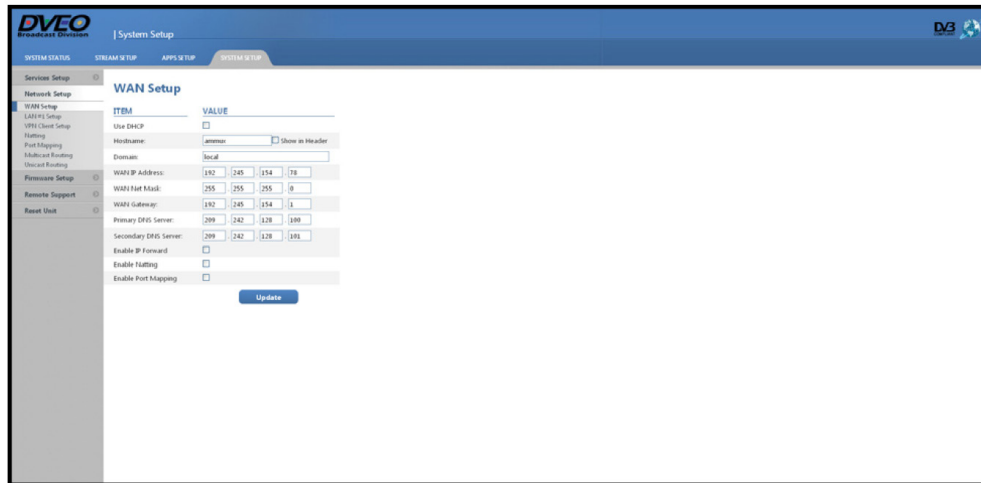 DVEO
Broadcast Division
| System Setup
DVB
SYSTEM STATUS STREAM SETUP APPS SETUP SYSTEM SETUP
Services Setup
Network Setup
WAN Setup
LAN #1 Setup
VPN Client Setup
Natting
Port Mapping
Multicast Routing
Unicast Routing
Firmware Setup
Remote Support
Reset Unit
WAN Setup
ITEM VALUE
Use DHCP
Hostname: ammux Show in Header
Domain: local
WAN IP Address: 192 . 245 . 154 . 78
WAN Net Mask: 255 . 255 . 255 . 0
WAN Gateway: 192 . 245 . 154 . 1
Primary DNS Server: 209 . 242 . 128 . 100
Secondary DNS Server: 209 . 242 . 128 . 101
Enable IP Forward
Enable Natting
Enable Port Mapping
Update